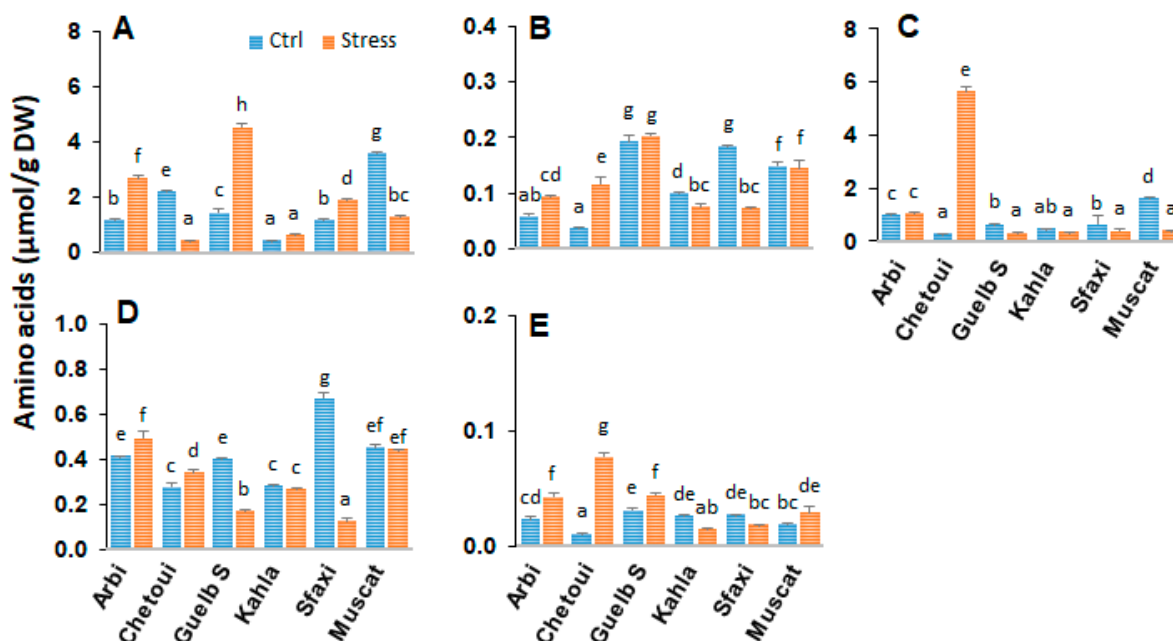 Amino acids (µmol/g DW)
A
Ctrl Stress
8
6
4
2
0
b f e a c h a a b d g bc
B
0.4
0.3
0.2
0.1
0.0
ab cd a e g g d bc g bc f f
C
8
6
4
2
0
c c a e b a ab a b a d a
Arbi Chetoui Guelb S Kahla Sfaxi Muscat
D
1.0
0.8
0.6
0.4
0.2
0.0
e f c d e b c c g a ef ef
Arbi Chetoui Guelb S Kahla Sfaxi Muscat
E
0.2
0.1
0.0
cd f a g e f de ab de bc bc de
Arbi Chetoui Guelb S Kahla Sfaxi Muscat